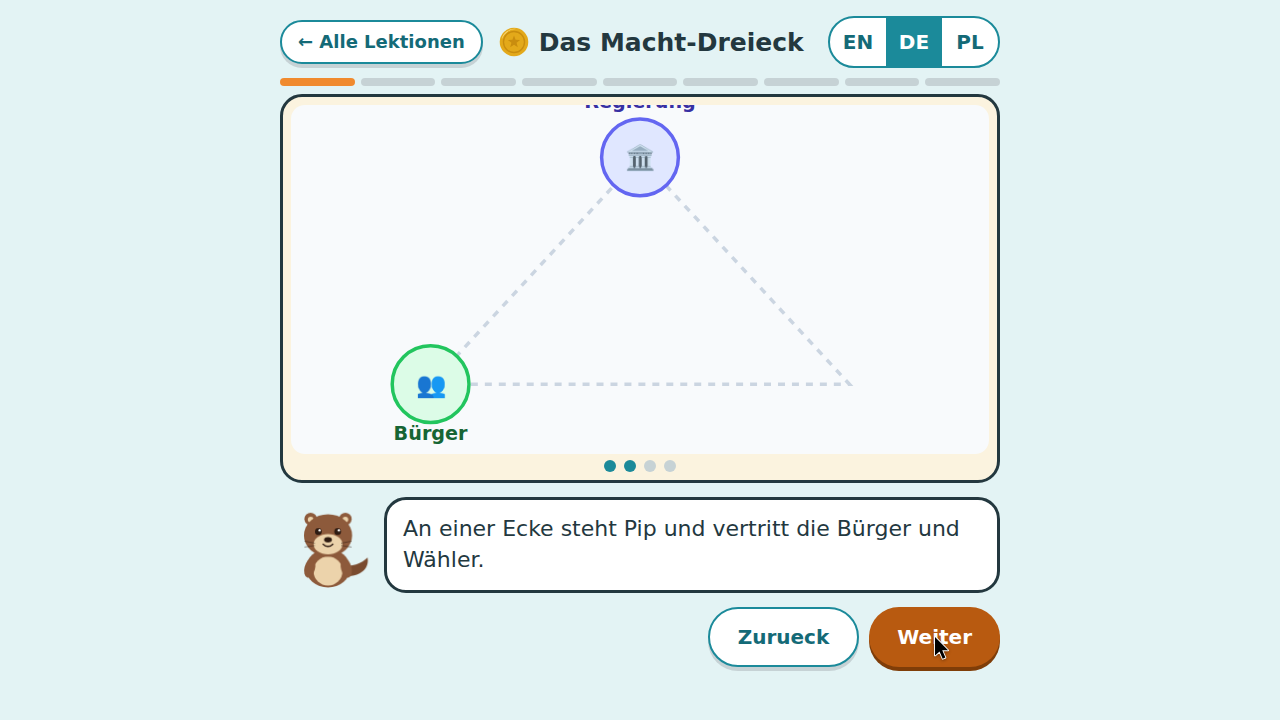 ← Alle Lektionen
Das Macht-Dreieck
EN DE PL
Regierung
Bürger
An einer Ecke steht Pip und vertritt die Bürger und
Wähler.
Zurueck
Weiter